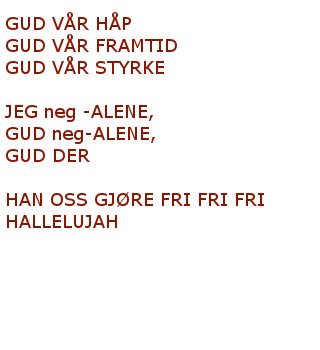 GUD VÅR HÅP
GUD VÅR FRAMTID
GUD VÅR STYRKE

JEG neg -ALENE,
GUD neg-ALENE,
GUD DER

HAN OSS GJØRE FRI FRI FRI
HALLELUJAH